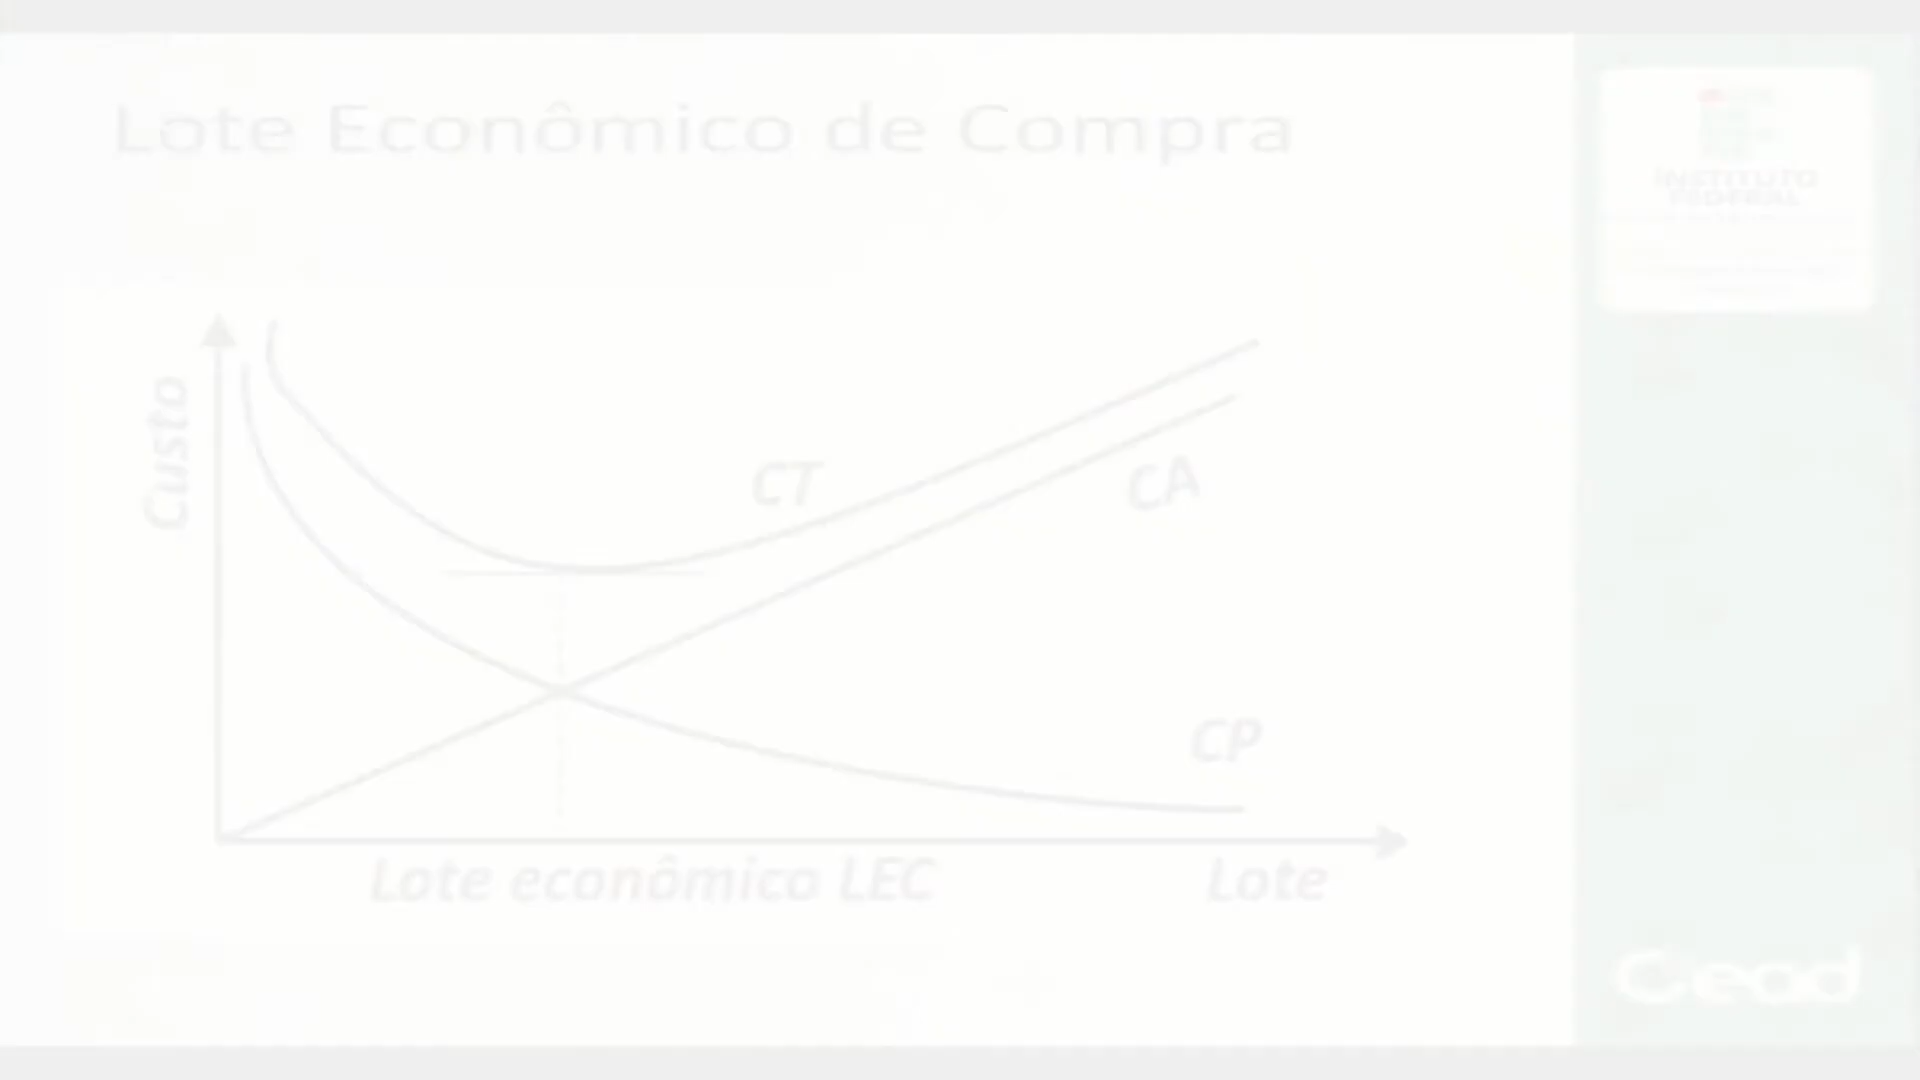 Lote Econômico de Compra
INSTITUTO
FEDERAL
Custo
CT
CA
CP
Lote econômico LEC
Lote
Cead